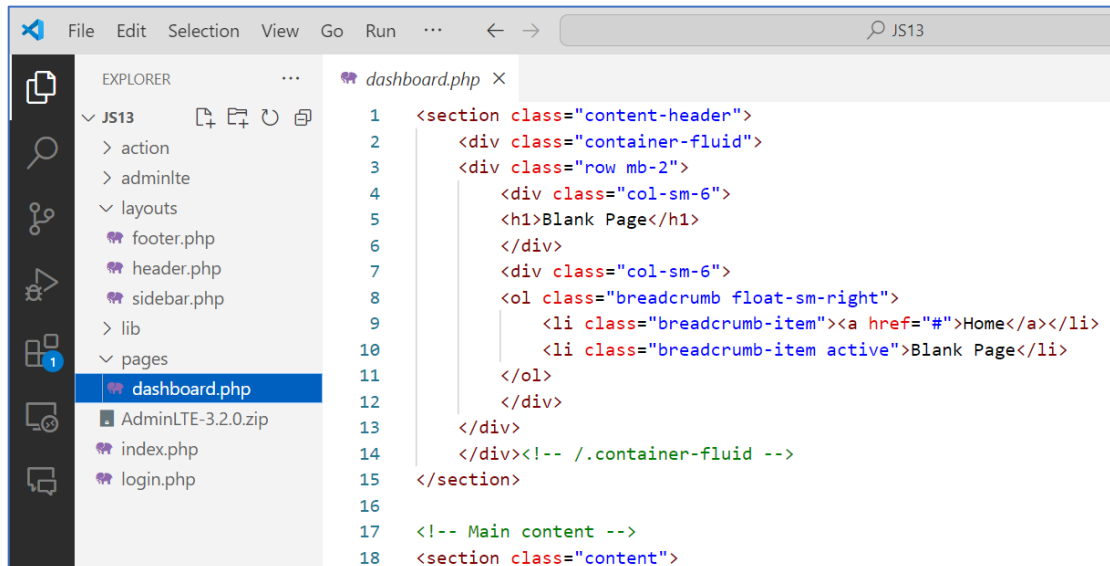 File Edit Selection View Go Run ··· ← → JS13
EXPLORER ···
JS13
action
adminlte
layouts
footer.php
header.php
sidebar.php
lib
pages
dashboard.php
AdminLTE-3.2.0.zip
index.php
login.php
1
dashboard.php ×
1 <section class="content-header">
2     <div class="container-fluid">
3     <div class="row mb-2">
4         <div class="col-sm-6">
5         <h1>Blank Page</h1>
6         </div>
7         <div class="col-sm-6">
8         <ol class="breadcrumb float-sm-right">
9             <li class="breadcrumb-item"><a href="#">Home</a></li>
10             <li class="breadcrumb-item active">Blank Page</li>
11         </ol>
12         </div>
13     </div>
14     </div><!-- /.container-fluid -->
15 </section>
16
17 <!-- Main content -->
18 <section class="content">